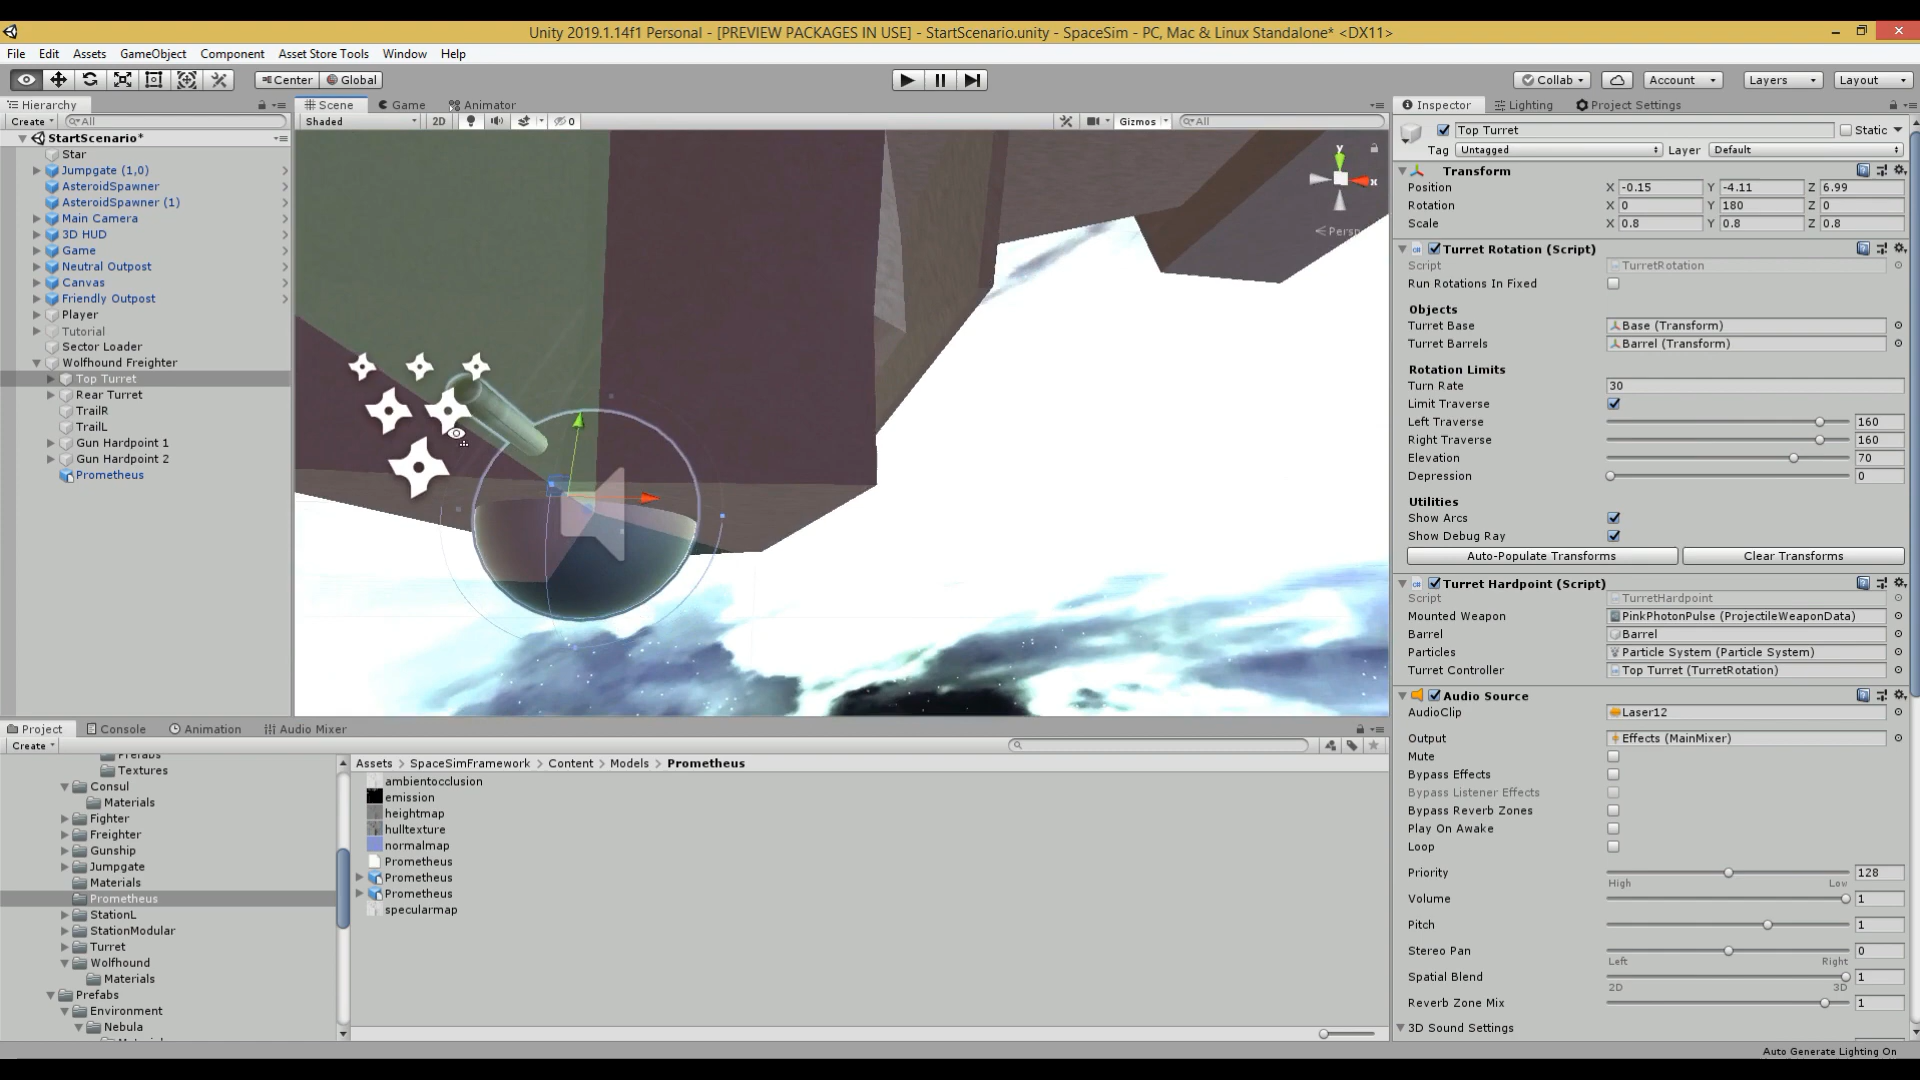 Unity 2019.1.14f1 Personal - [PREVIEW PACKAGES IN USE] - StartScenario.unity - SpaceSim - PC, Mac & Linux Standalone* <DX11>
File Edit Assets GameObject Component Asset Store Tools Window Help
Center Global Collab Account Layers Layout
Hierarchy
Create All
StartScenario*
Star
Jumpgate (1,0)
AsteroidSpawner
AsteroidSpawner (1)
Main Camera
3D HUD
Game
Neutral Outpost
Canvas
Friendly Outpost
Player
Tutorial
Sector Loader
Wolfhound Freighter
Top Turret
Rear Turret
TrailR
TrailL
Gun Hardpoint 1
Gun Hardpoint 2
Prometheus
Scene Game Animator
Shaded 2D 0 Gizmos All
y
x
Persp
Inspector Lighting Project Settings
Top Turret Static
Tag Untagged Layer Default
Transform
Position X -0.15 Y -4.11 Z 6.99
Rotation X 0 Y 180 Z 0
Scale X 0.8 Y 0.8 Z 0.8
Turret Rotation (Script)
Script TurretRotation
Run Rotations In Fixed
Objects
Turret Base Base (Transform)
Turret Barrels Barrel (Transform)
Rotation Limits
Turn Rate 30
Limit Traverse
Left Traverse 160
Right Traverse 160
Elevation 70
Depression 0
Utilities
Show Arcs
Show Debug Ray
Auto-Populate Transforms Clear Transforms
Turret Hardpoint (Script)
Script TurretHardpoint
Mounted Weapon PinkPhotonPulse (ProjectileWeaponData)
Barrel Barrel
Particles Particle System (Particle System)
Turret Controller Top Turret (TurretRotation)
Audio Source
AudioClip Laser12
Output Effects (MainMixer)
Mute
Bypass Effects
Bypass Listener Effects
Bypass Reverb Zones
Play On Awake
Loop
Priority 128
High Low
Volume 1
Pitch 1
Stereo Pan 0
Left Right
Spatial Blend 1
2D 3D
Reverb Zone Mix 1
3D Sound Settings
Project Console Animation Audio Mixer
Create
Prefabs
Textures
Consul
Materials
Fighter
Freighter
Gunship
Jumpgate
Materials
Prometheus
StationL
StationModular
Turret
Wolfhound
Materials
Prefabs
Environment
Nebula
Assets > SpaceSimFramework > Content > Models > Prometheus
ambientocclusion
emission
heightmap
hulltexture
normalmap
Prometheus
Prometheus
Prometheus
specularmap
Auto Generate Lighting On